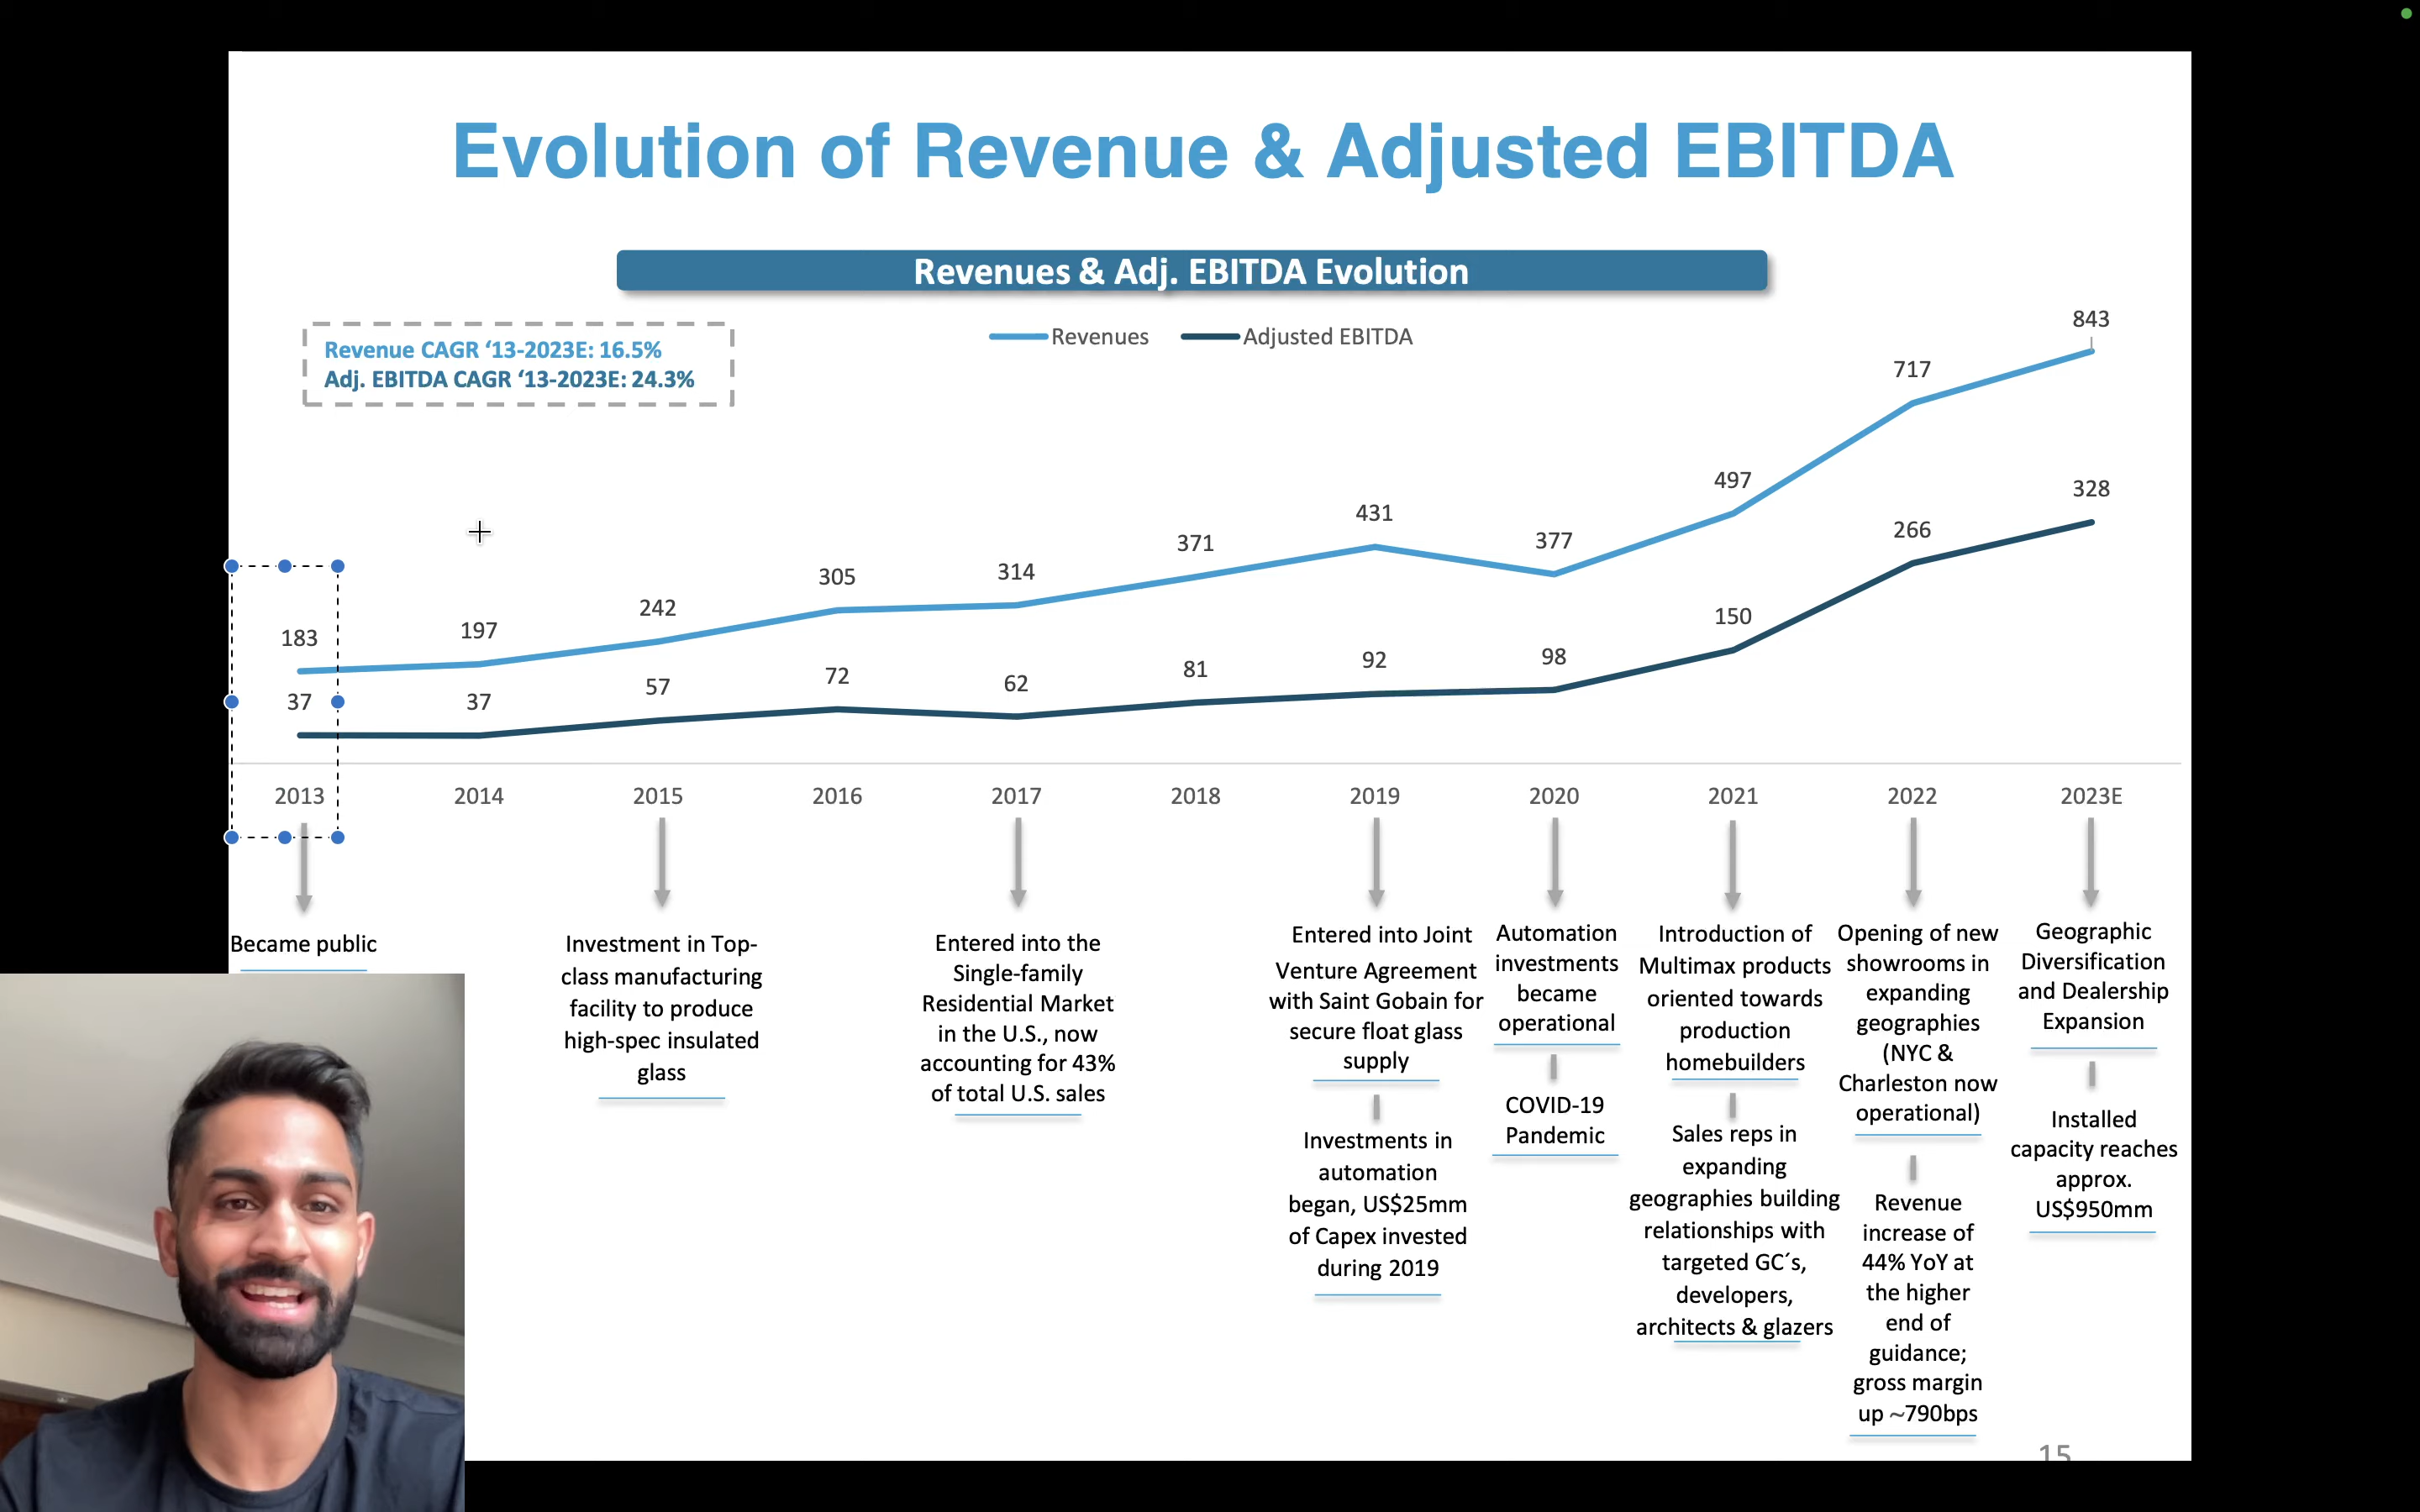 Evolution of Revenue & Adjusted EBITDA
Revenues & Adj. EBITDA Evolution
Revenue CAGR ‘13-2023E: 16.5%
Adj. EBITDA CAGR ‘13-2023E: 24.3%
Revenues
Adjusted EBITDA
183
197
242
305
314
371
431
377
497
717
843
37
37
57
72
62
81
92
98
150
266
328
2013
2014
2015
2016
2017
2018
2019
2020
2021
2022
2023E
Became public
Investment in Top-
class manufacturing
facility to produce
high-spec insulated
glass
Entered into the
Single-family
Residential Market
in the U.S., now
accounting for 43%
of total U.S. sales
Entered into Joint
Venture Agreement
with Saint Gobain for
secure float glass
supply
Investments in
automation
began, US$25mm
of Capex invested
during 2019
Automation
investments
became
operational
COVID-19
Pandemic
Introduction of
Multimax products
oriented towards
production
homebuilders
Sales reps in
expanding
geographies building
relationships with
targeted GC´s,
developers,
architects & glazers
Opening of new
showrooms in
expanding
geographies
(NYC &
Charleston now
operational)
Revenue
increase of
44% YoY at
the higher
end of
guidance;
gross margin
up ~790bps
Geographic
Diversification
and Dealership
Expansion
Installed
capacity reaches
approx.
US$950mm
15